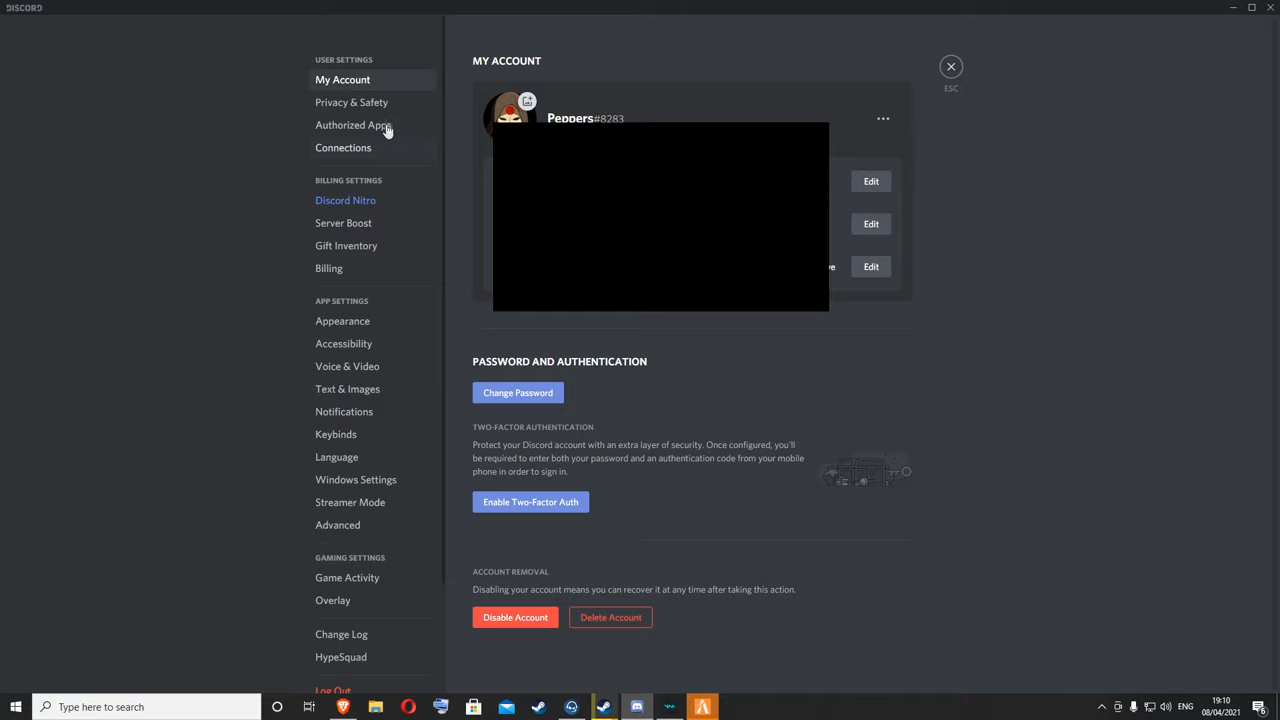 DISCORD
USER SETTINGS
My Account
Privacy & Safety
Authorized Apps
Connections
BILLING SETTINGS
Discord Nitro
Server Boost
Gift Inventory
Billing
APP SETTINGS
Appearance
Accessibility
Voice & Video
Text & Images
Notifications
Keybinds
Language
Windows Settings
Streamer Mode
Advanced
GAMING SETTINGS
Game Activity
Overlay
Change Log
HypeSquad
Log Out
MY ACCOUNT
Peppers#8283
Edit
Edit
ve Edit
ESC
PASSWORD AND AUTHENTICATION
Change Password
TWO-FACTOR AUTHENTICATION
Protect your Discord account with an extra layer of security. Once configured, you'll
be required to enter both your password and an authentication code from your mobile
phone in order to sign in.
Enable Two-Factor Auth
ACCOUNT REMOVAL
Disabling your account means you can recover it at any time after taking this action.
Disable Account Delete Account
Type here to search
ENG
19:10
08/04/2021